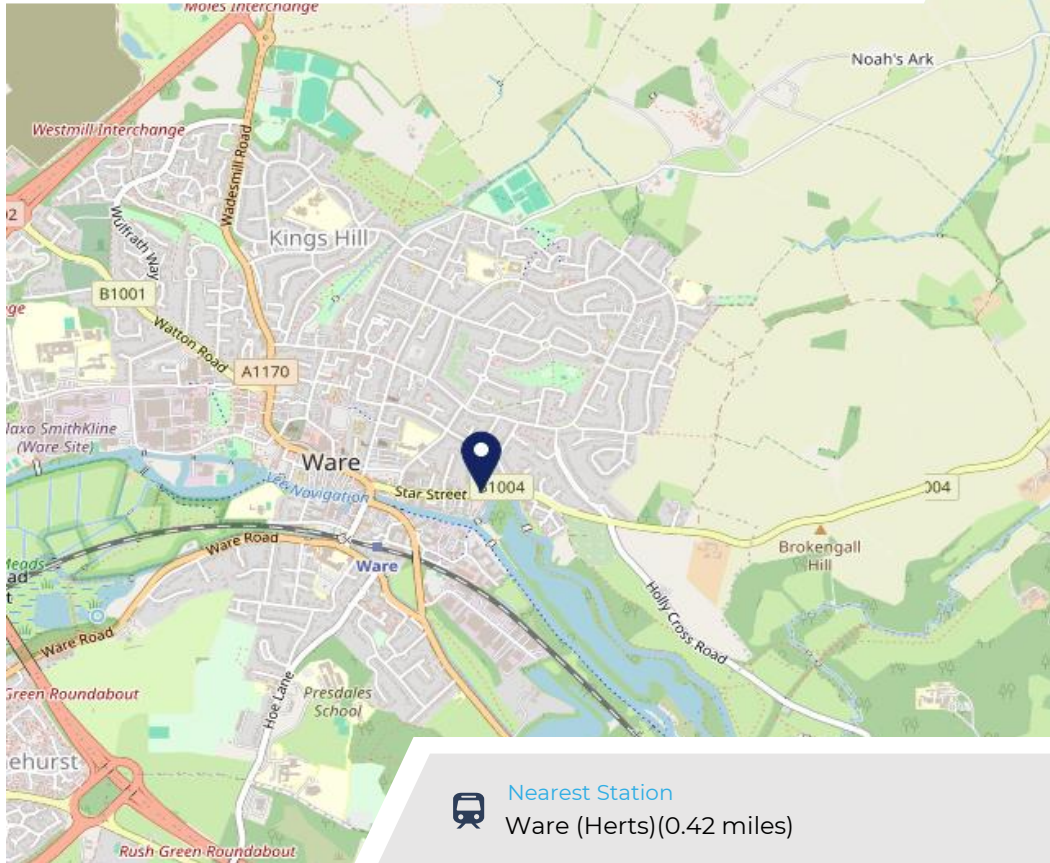 Moles Interchange
Noah's Ark
Westmill Interchange
Wadesmill Road
Kings Hill
Wulfrath Way
B1001
Watton Road
A1170
laxo SmithKline
(Ware Site)
Ware
Lee Navigation
Star Street
B1004
004
Brokengall
Hill
Ware Road
Ware
Meads
Holly Cross Road
Ware Road
Green Roundabout
Hoe Lane
Presdales
School
ehurst
Rush Green Roundabout
Nearest Station
Ware (Herts)(0.42 miles)